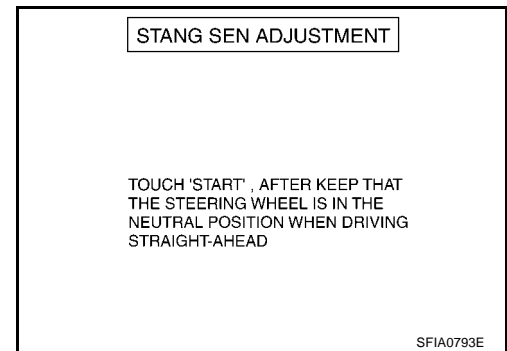 STANG SEN ADJUSTMENT
TOUCH 'START' , AFTER KEEP THAT
THE STEERING WHEEL IS IN THE
NEUTRAL POSITION WHEN DRIVING
STRAIGHT-AHEAD
SFIA0793E